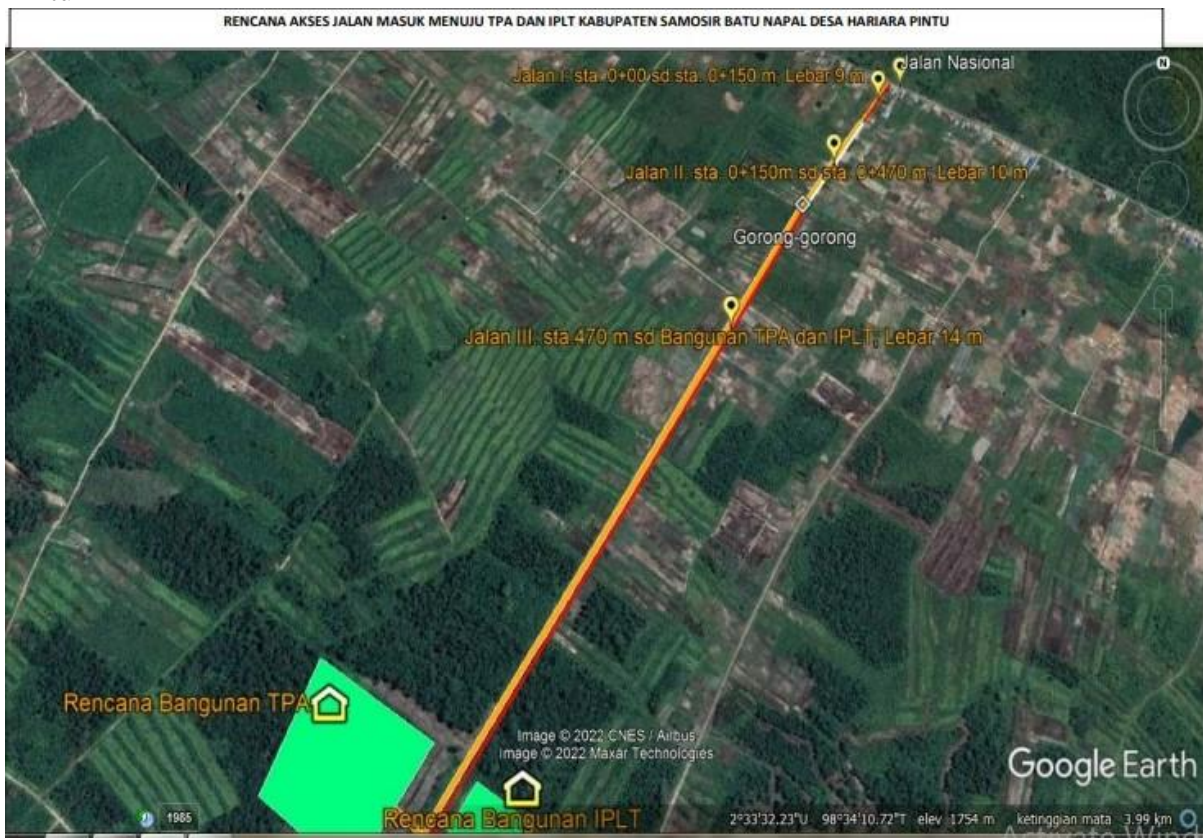 RENCANA AKSES JALAN MASUK MENUJU TPA DAN IPLT KABUPATEN SAMOSIR BATU NAPAL DESA HARIARA PINTU
Jalan Nasional
N
Jalan I. sta. 0+00 sd sta. 0+150 m, Lebar 9 m
Jalan II. sta. 0+150m sd sta. 0+470 m, Lebar 10 m
Gorong-gorong
Jalan III. sta.470 m sd Bangunan TPA dan IPLT, Lebar 14 m
Rencana Bangunan TPA
Image © 2022 CNES / Airbus
Image © 2022 Maxar Technologies
Google Earth
Rencana Bangunan IPLT
1985
2°33'32.23"U 98°34'10.72"T elev 1754 m ketinggian mata 3.99 km